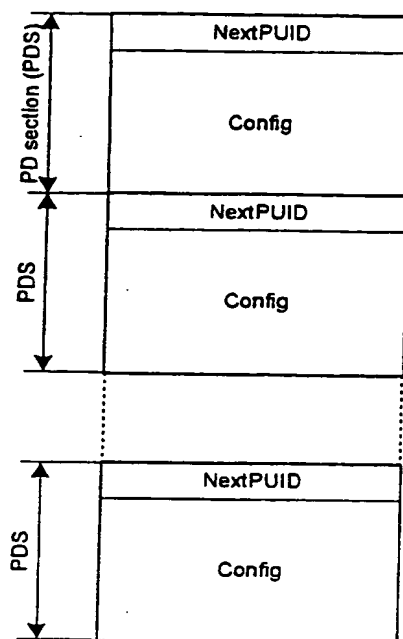 PD section (PDS)
NextPUID
Config
PDS
NextPUID
Config
PDS
NextPUID
Config